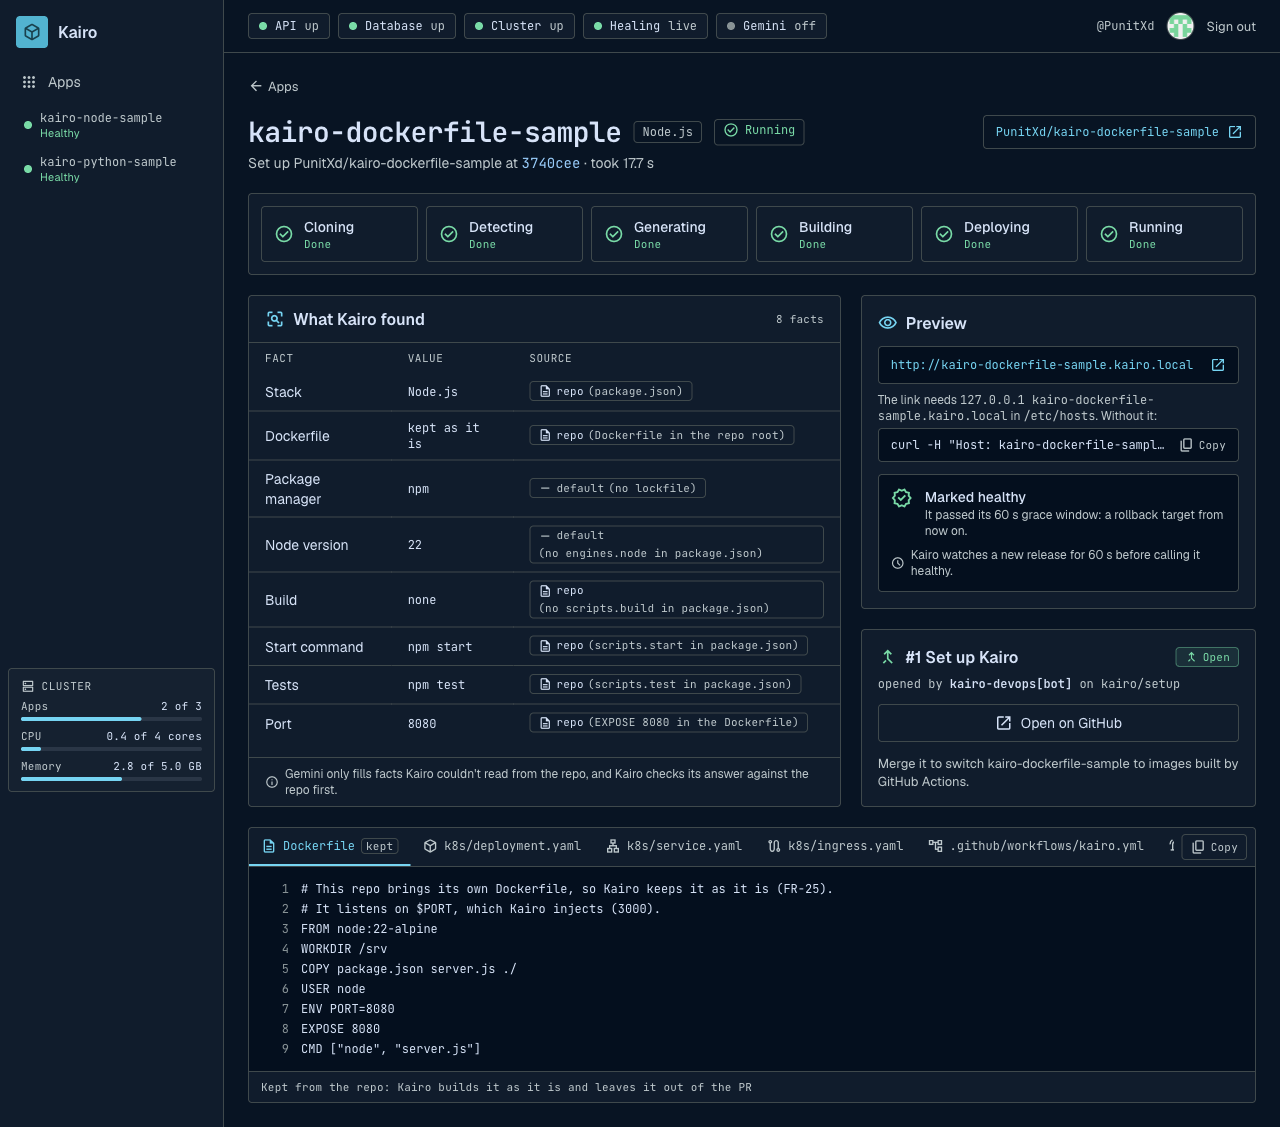 Kairo
Apps
kairo-node-sample
Healthy
kairo-python-sample
Healthy
CLUSTER
Apps 2 of 3
CPU 0.4 of 4 cores
Memory 2.8 of 5.0 GB
API up
Database up
Cluster up
Healing live
Gemini off
@PunitXd
Sign out
Apps
kairo-dockerfile-sample
Node.js
Running
PunitXd/kairo-dockerfile-sample
Set up PunitXd/kairo-dockerfile-sample at 3740cee · took 17.7 s
Cloning
Done
Detecting
Done
Generating
Done
Building
Done
Deploying
Done
Running
Done
What Kairo found
8 facts
FACT VALUE SOURCE
Stack Node.js repo (package.json)
Dockerfile kept as it is repo (Dockerfile in the repo root)
Package manager npm — default (no lockfile)
Node version 22 — default (no engines.node in package.json)
Build none repo (no scripts.build in package.json)
Start command npm start repo (scripts.start in package.json)
Tests npm test repo (scripts.test in package.json)
Port 8080 repo (EXPOSE 8080 in the Dockerfile)
Gemini only fills facts Kairo couldn't read from the repo, and Kairo checks its answer against the
repo first.
Preview
http://kairo-dockerfile-sample.kairo.local
The link needs 127.0.0.1 kairo-dockerfile-
sample.kairo.local in /etc/hosts. Without it:
curl -H "Host: kairo-dockerfile-sampl…
Copy
Marked healthy
It passed its 60 s grace window: a rollback target from
now on.
Kairo watches a new release for 60 s before calling it
healthy.
#1 Set up Kairo
Open
opened by kairo-devops[bot] on kairo/setup
Open on GitHub
Merge it to switch kairo-dockerfile-sample to images built by
GitHub Actions.
Dockerfile kept
k8s/deployment.yaml
k8s/service.yaml
k8s/ingress.yaml
.github/workflows/kairo.yml
Copy
1 # This repo brings its own Dockerfile, so Kairo keeps it as it is (FR-25).
2 # It listens on $PORT, which Kairo injects (3000).
3 FROM node:22-alpine
4 WORKDIR /srv
5 COPY package.json server.js ./
6 USER node
7 ENV PORT=8080
8 EXPOSE 8080
9 CMD ["node", "server.js"]
Kept from the repo: Kairo builds it as it is and leaves it out of the PR